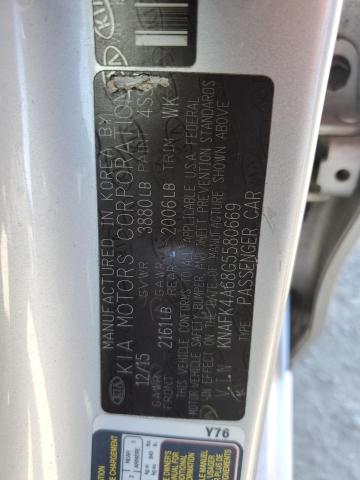 MANUFACTURED IN KOREA BY
KIA MOTORS CORPORATION
12/15 GVWR 3880LB PAINT 4SS
GAWR GAWR
FRONT 2161LB REAR 2006LB TRIM WK
THIS VEHICLE CONFORMS TO ALL APPLICABLE U.S.A. FEDERAL
MOTOR VEHICLE SAFETY, BUMPER, AND THEFT PREVENTION STANDARDS
IN EFFECT ON THE DATE OF MANUFACTURE SHOWN ABOVE
V.I.N KNAFK4A68G5580669
TYPE PASSENGER CAR
KIA
Y76